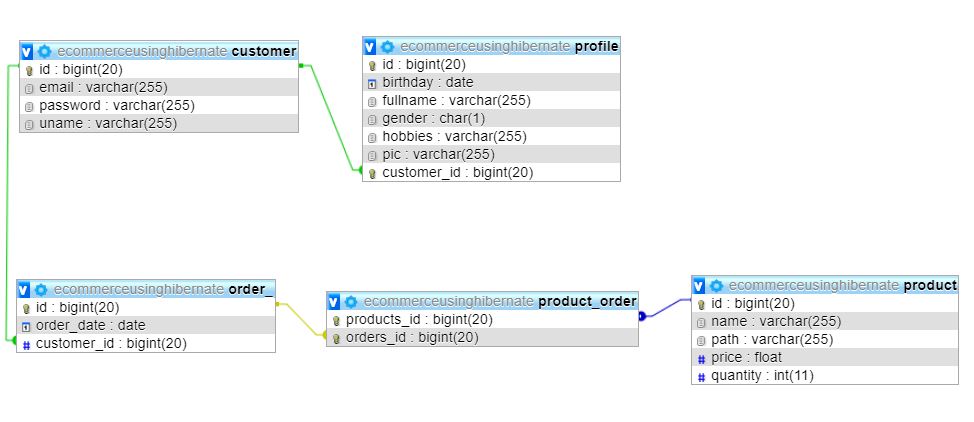 ecommerceusinghibernate customer
id : bigint(20)
email : varchar(255)
password : varchar(255)
uname : varchar(255)
ecommerceusinghibernate profile
id : bigint(20)
birthday : date
fullname : varchar(255)
gender : char(1)
hobbies : varchar(255)
pic : varchar(255)
customer_id : bigint(20)
ecommerceusinghibernate order_
id : bigint(20)
order_date : date
customer_id : bigint(20)
ecommerceusinghibernate product_order
products_id : bigint(20)
orders_id : bigint(20)
ecommerceusinghibernate product
id : bigint(20)
name : varchar(255)
path : varchar(255)
price : float
quantity : int(11)